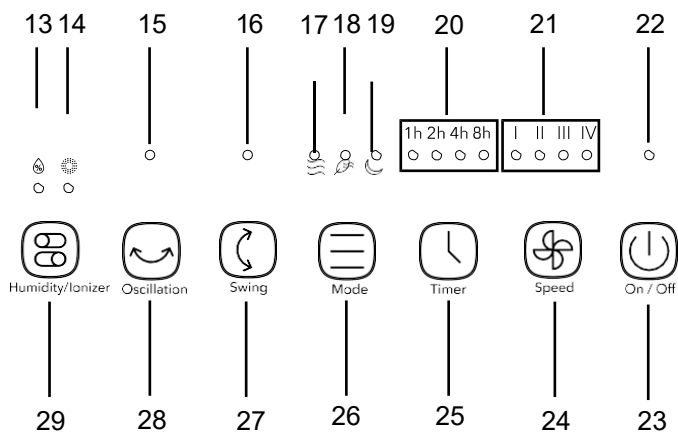 13 14 15 16 17 18 19 20 21 22
1h 2h 4h 8h I II III IV
%
Humidity/Ionizer Oscillation Swing Mode Timer Speed On / Off
29 28 27 26 25 24 23